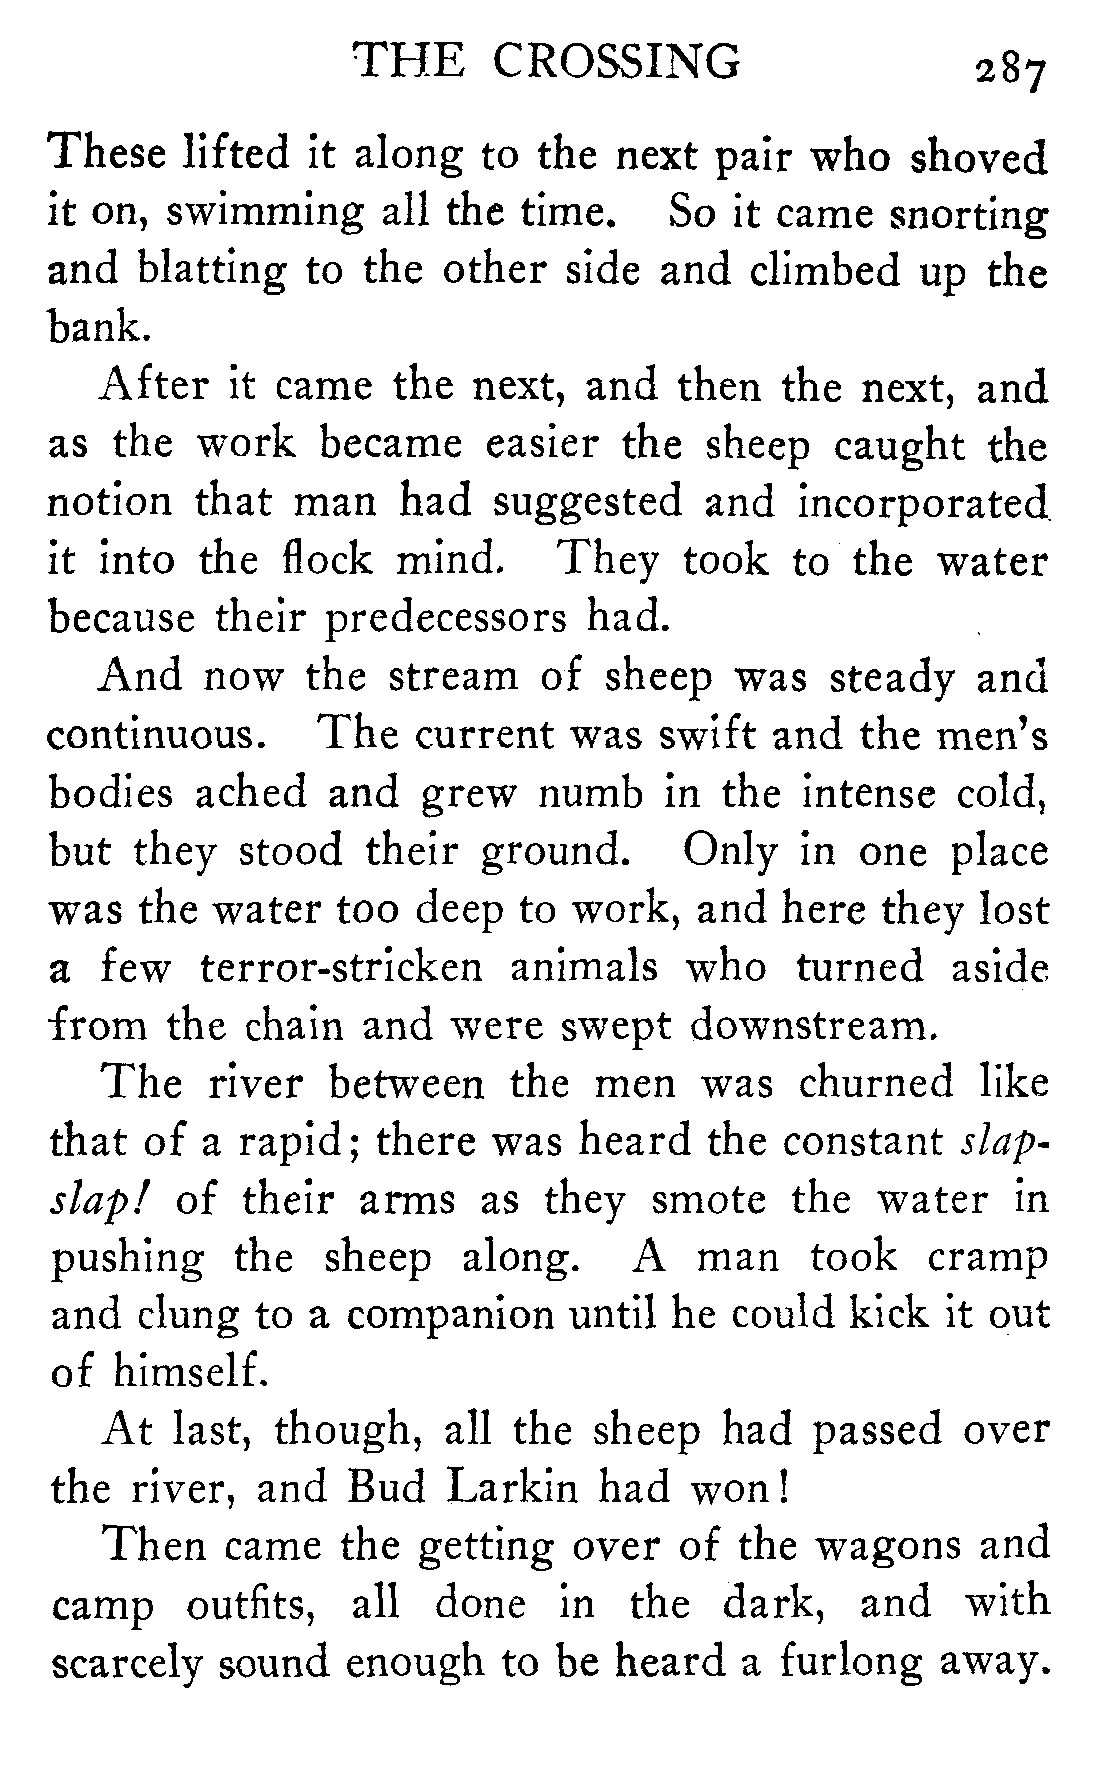 THE CROSSING 287
These lifted it along to the next pair who shoved
it on, swimming all the time. So it came snorting
and blatting to the other side and climbed up the
bank.
After it came the next, and then the next, and
as the work became easier the sheep caught the
notion that man had suggested and incorporated
it into the flock mind. They took to the water
because their predecessors had.
And now the stream of sheep was steady and
continuous. The current was swift and the men's
bodies ached and grew numb in the intense cold,
but they stood their ground. Only in one place
was the water too deep to work, and here they lost
a few terror-stricken animals who turned aside
from the chain and were swept downstream.
The river between the men was churned like
that of a rapid; there was heard the constant slap-
slap! of their arms as they smote the water in
pushing the sheep along. A man took cramp
and clung to a companion until he could kick it out
of himself.
At last, though, all the sheep had passed over
the river, and Bud Larkin had won!
Then came the getting over of the wagons and
camp outfits, all done in the dark, and with
scarcely sound enough to be heard a furlong away.